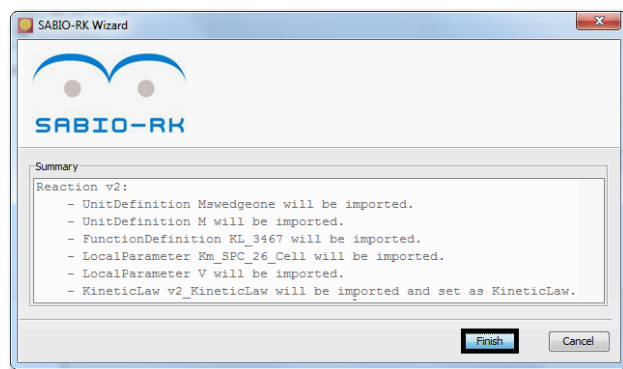 SABIO-RK Wizard
SABIO-RK
Summary
Reaction v2:
- UnitDefinition Mswedgeone will be imported.
- UnitDefinition M will be imported.
- FunctionDefinition KL_3467 will be imported.
- LocalParameter Km_SPC_26_Cell will be imported.
- LocalParameter V will be imported.
- KineticLaw v2_KineticLaw will be imported and set as KineticLaw.
Finish
Cancel